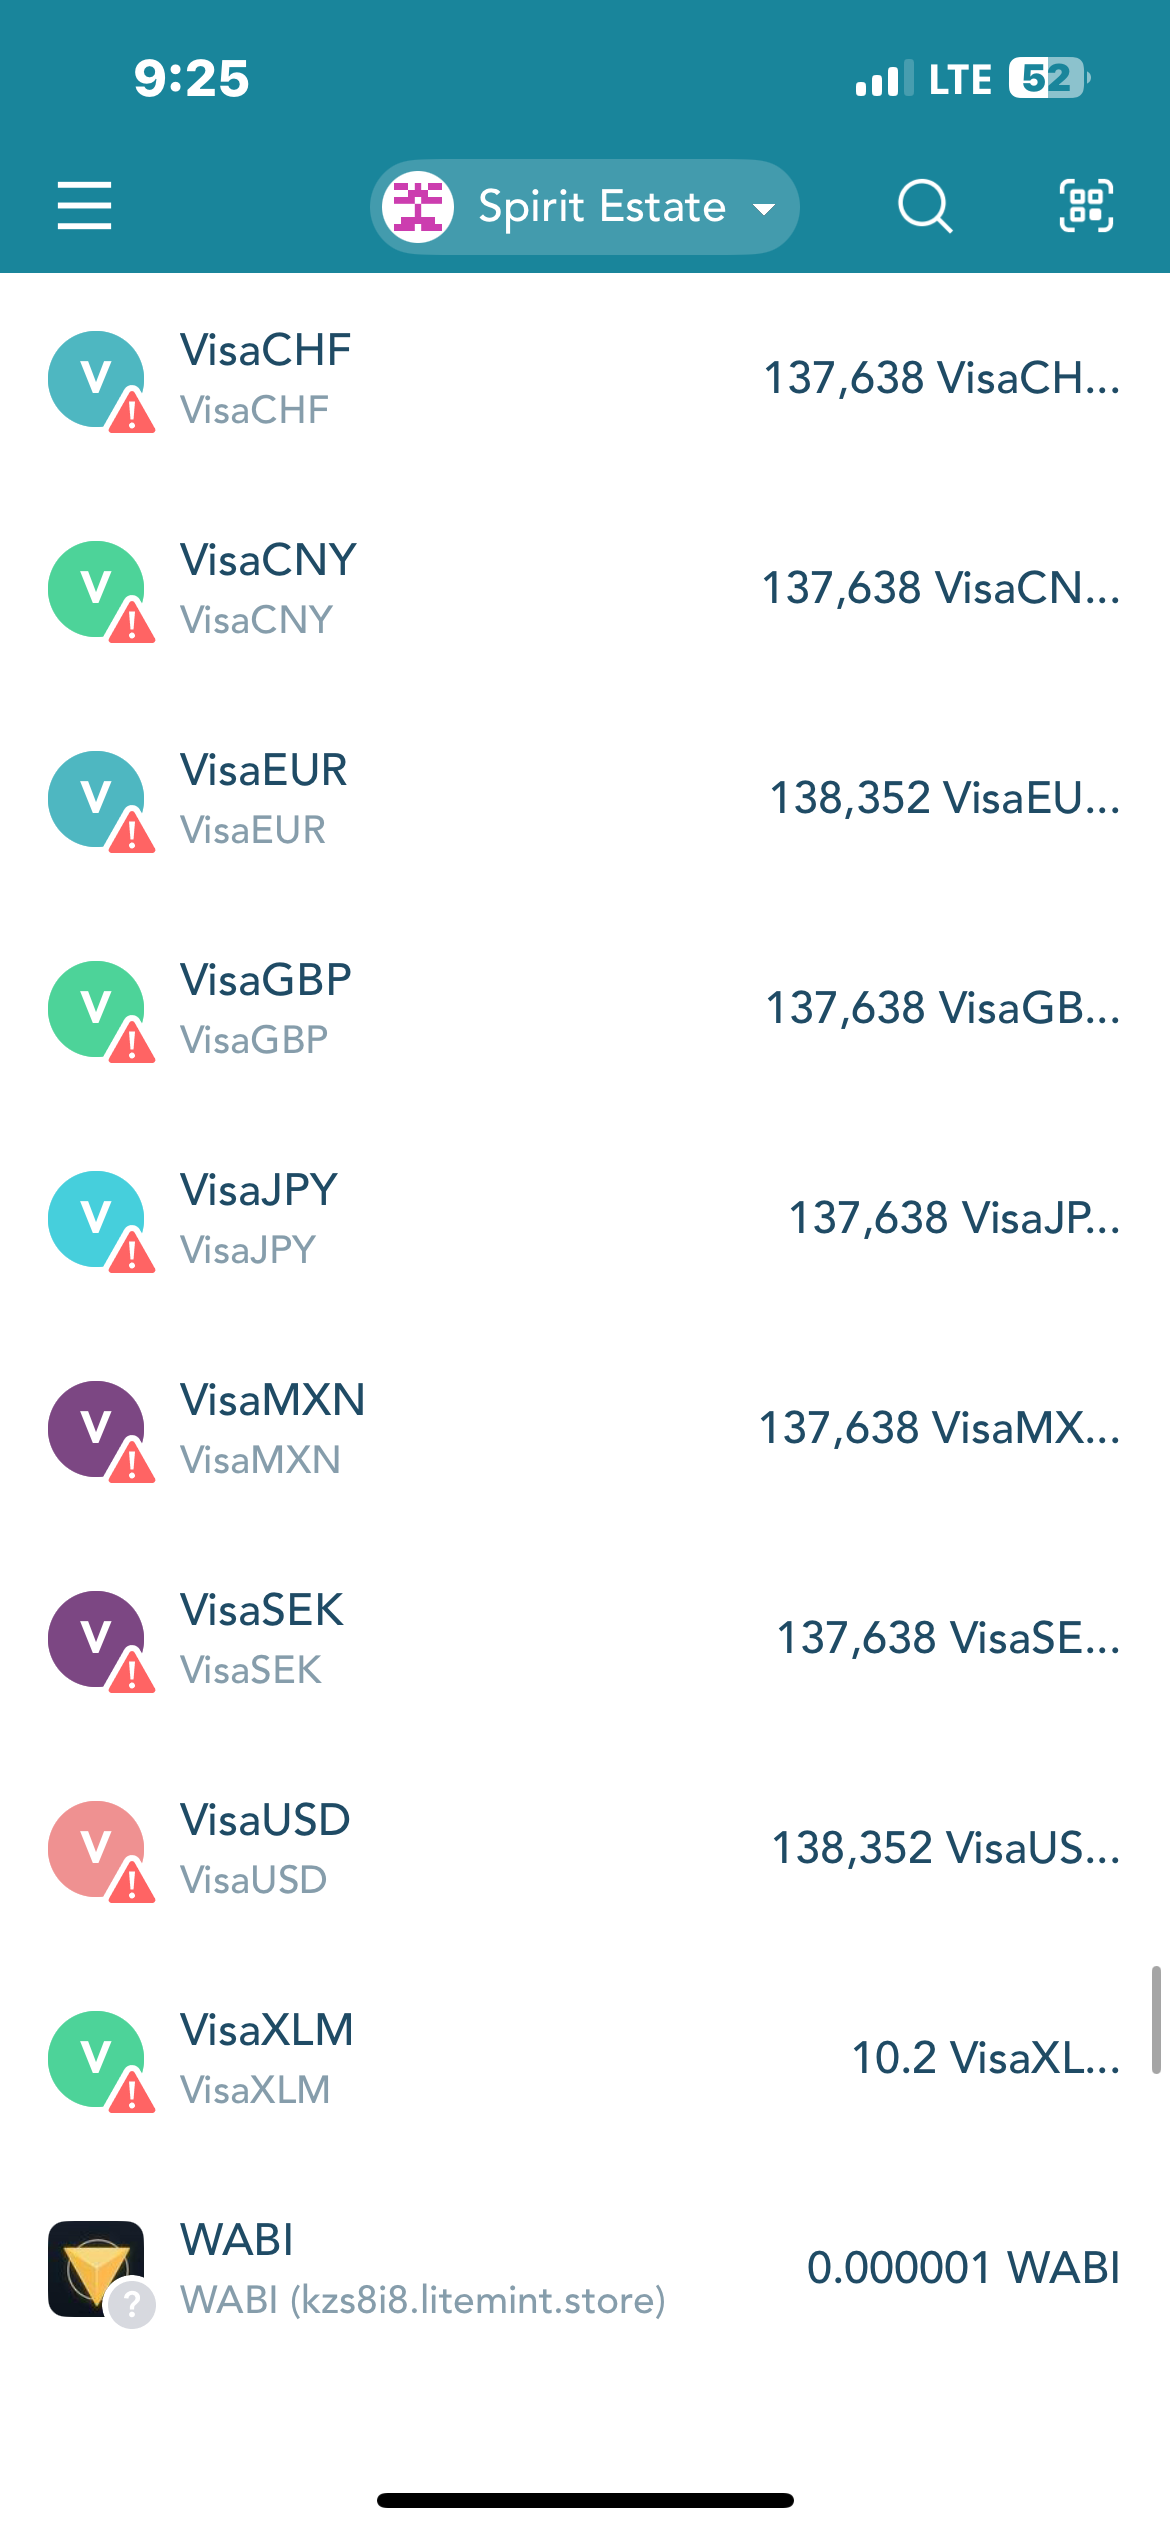 9:25
LTE 52
Spirit Estate
V
VisaCHF
VisaCHF
137,638 VisaCH...
V
VisaCNY
VisaCNY
137,638 VisaCN...
V
VisaEUR
VisaEUR
138,352 VisaEU...
V
VisaGBP
VisaGBP
137,638 VisaGB...
V
VisaJPY
VisaJPY
137,638 VisaJP...
V
VisaMXN
VisaMXN
137,638 VisaMX...
V
VisaSEK
VisaSEK
137,638 VisaSE...
V
VisaUSD
VisaUSD
138,352 VisaUS...
V
VisaXLM
VisaXLM
10.2 VisaXL...
WABI
WABI (kzs8i8.litemint.store)
0.000001 WABI